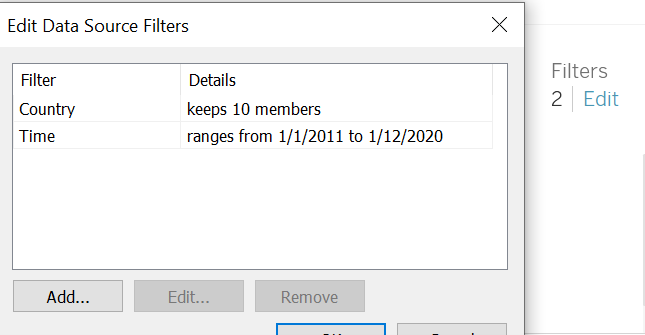 Edit Data Source Filters
Filter Details
Country keeps 10 members
Time ranges from 1/1/2011 to 1/12/2020
Add... Edit... Remove
Filters
2 Edit